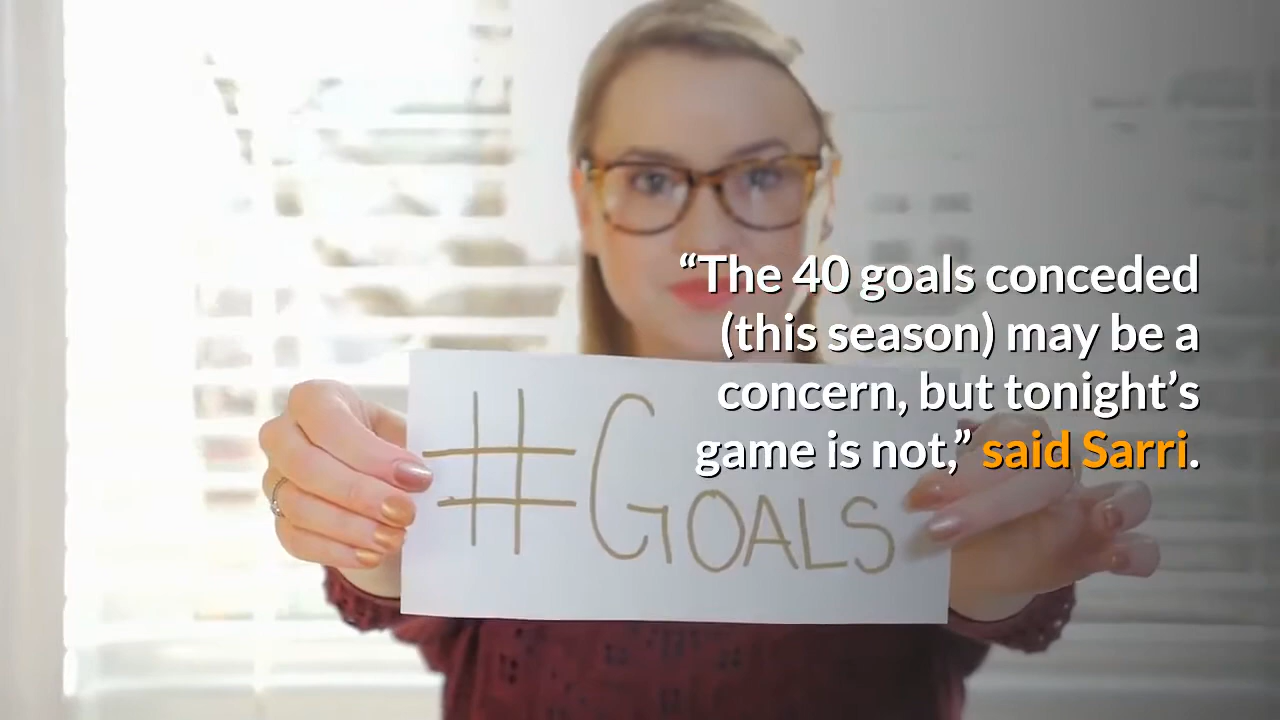 “The 40 goals conceded
(this season) may be a
concern, but tonight’s
game is not,” said Sarri.
#GOALS